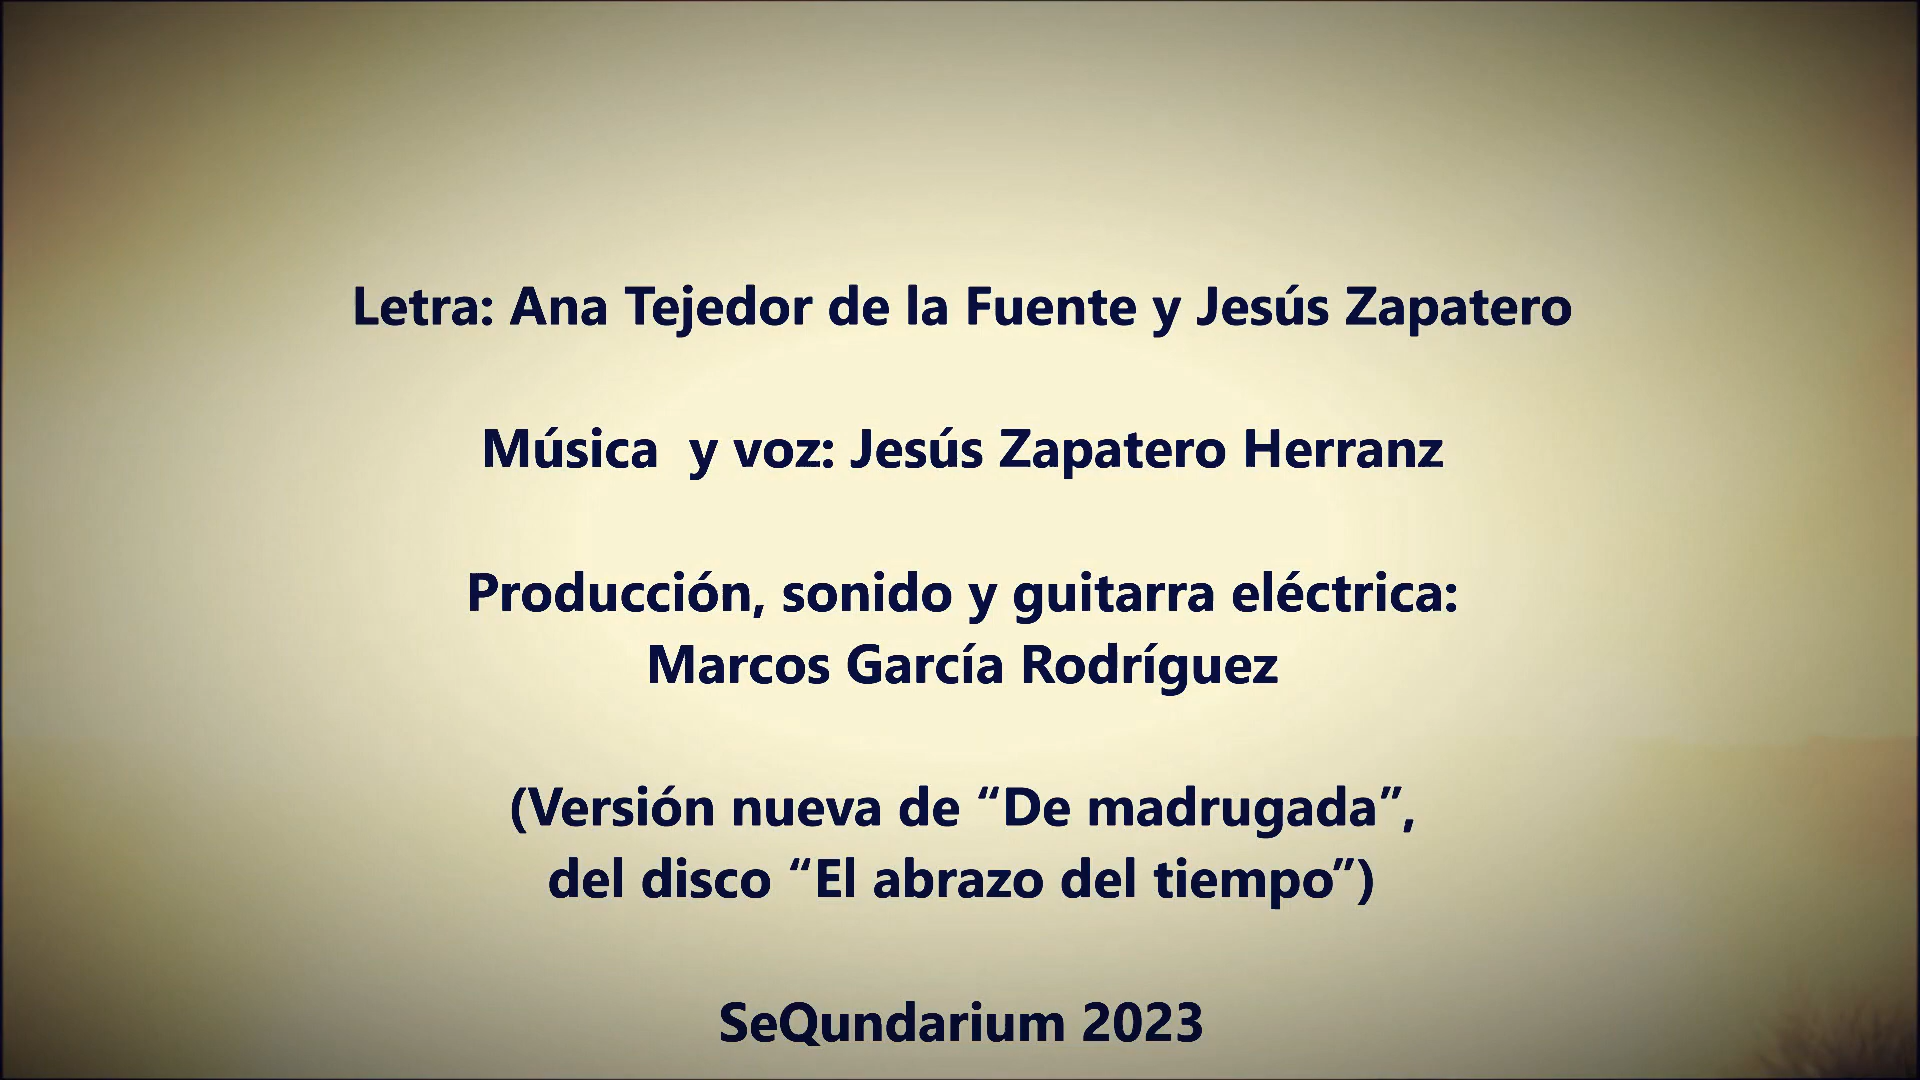 Letra: Ana Tejedor de la Fuente y Jesús Zapatero
Música  y voz: Jesús Zapatero Herranz
Producción, sonido y guitarra eléctrica:
Marcos García Rodríguez
(Versión nueva de “De madrugada”,
del disco “El abrazo del tiempo”)
SeQundarium 2023